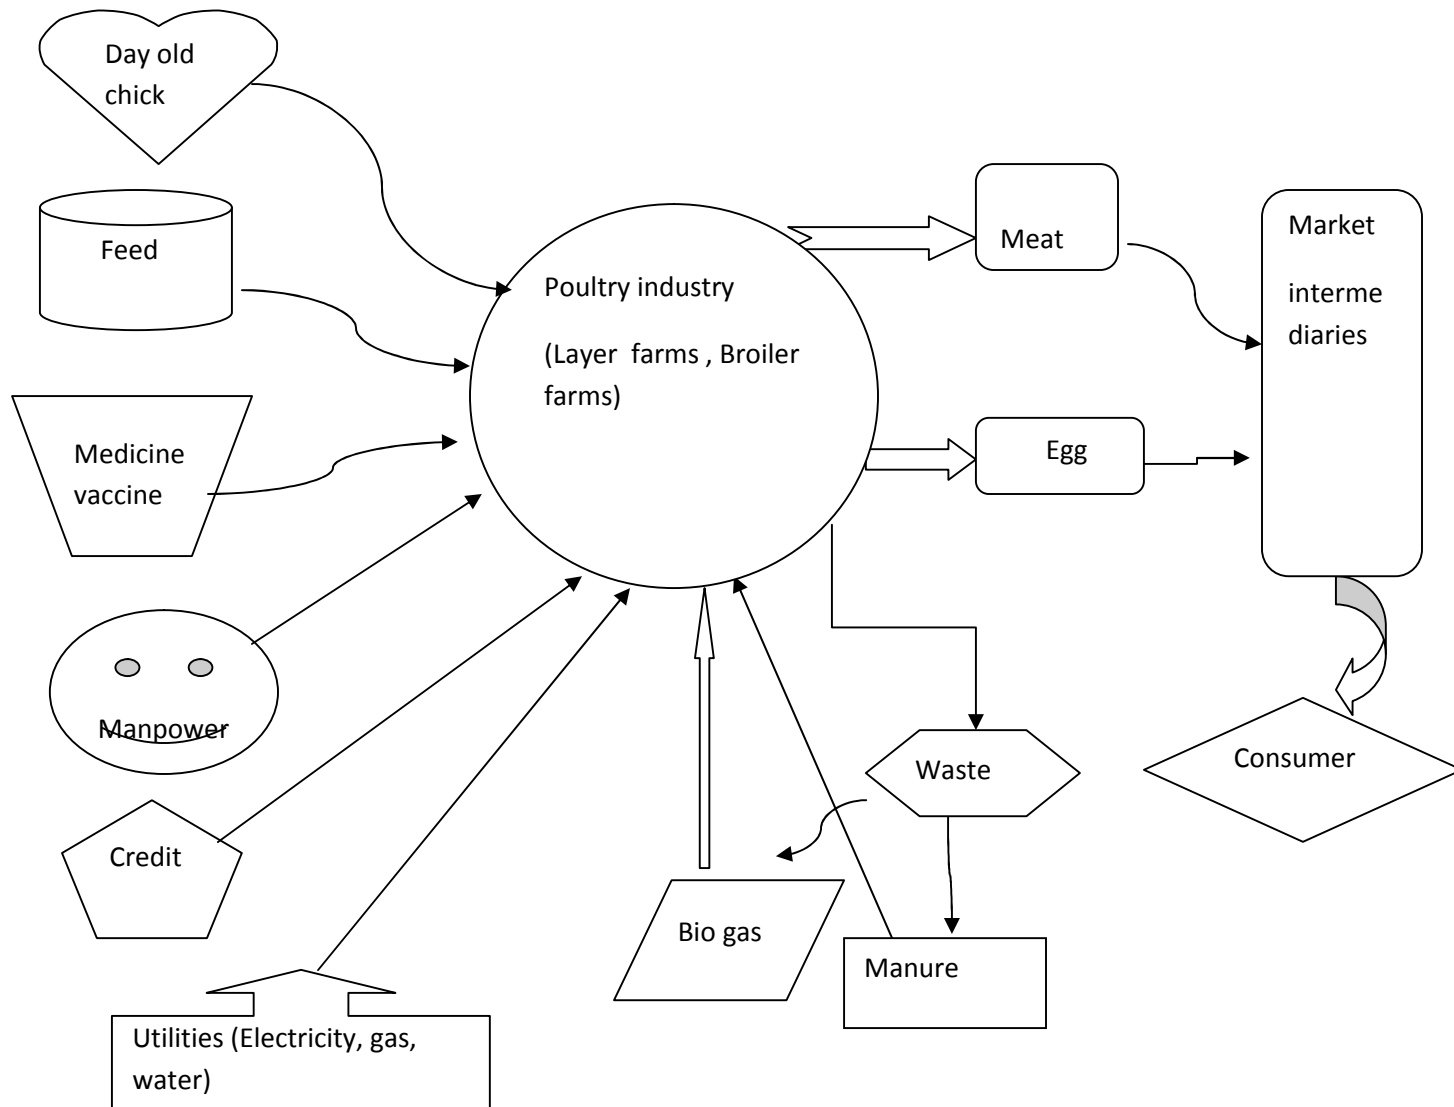 Day old
chick
Feed
Medicine
vaccine
Manpower
Credit
Utilities (Electricity, gas,
water)
Poultry industry
(Layer  farms , Broiler
farms)
Meat
Egg
Market
interme
diaries
Waste
Bio gas
Manure
Consumer